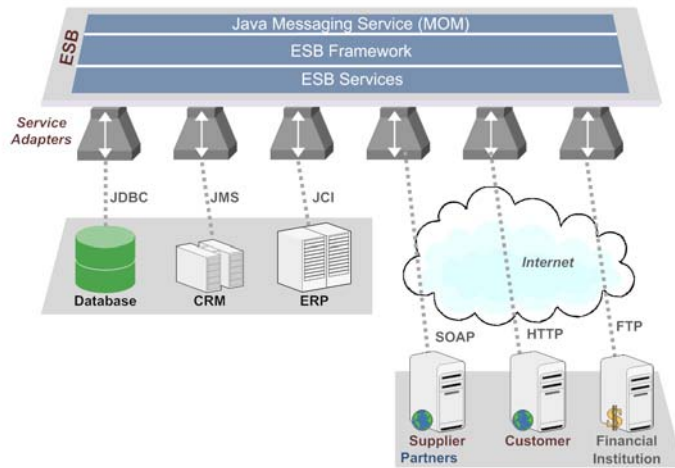 Java Messaging Service (MOM)
ESB Framework
ESB Services
ESB
Service
Adapters
JDBC
JMS
JCI
Database
CRM
ERP
Internet
SOAP
HTTP
FTP
Supplier
Partners
Customer
Financial
Institution